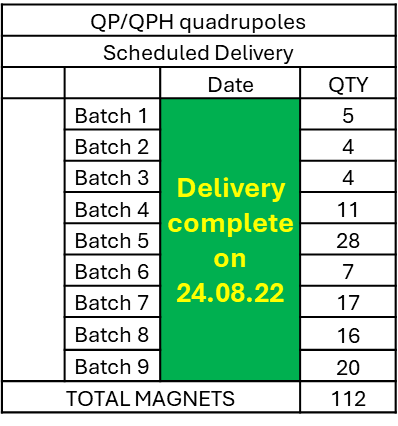 QP/QPH quadrupoles
Scheduled Delivery
Date QTY
Batch 1 5
Batch 2 4
Batch 3 4
Batch 4 11
Batch 5 28
Batch 6 7
Batch 7 17
Batch 8 16
Batch 9 20
Delivery
complete
on
24.08.22
TOTAL MAGNETS 112